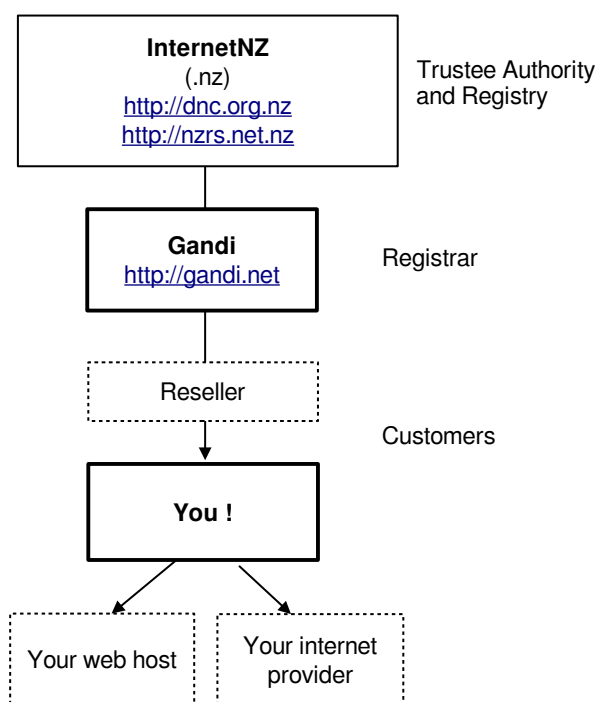 InternetNZ
(.nz)
http://dnc.org.nz
http://nzrs.net.nz
Trustee Authority
and Registry
Gandi
http://gandi.net
Registrar
Reseller
Customers
You !
Your web host
Your internet
provider